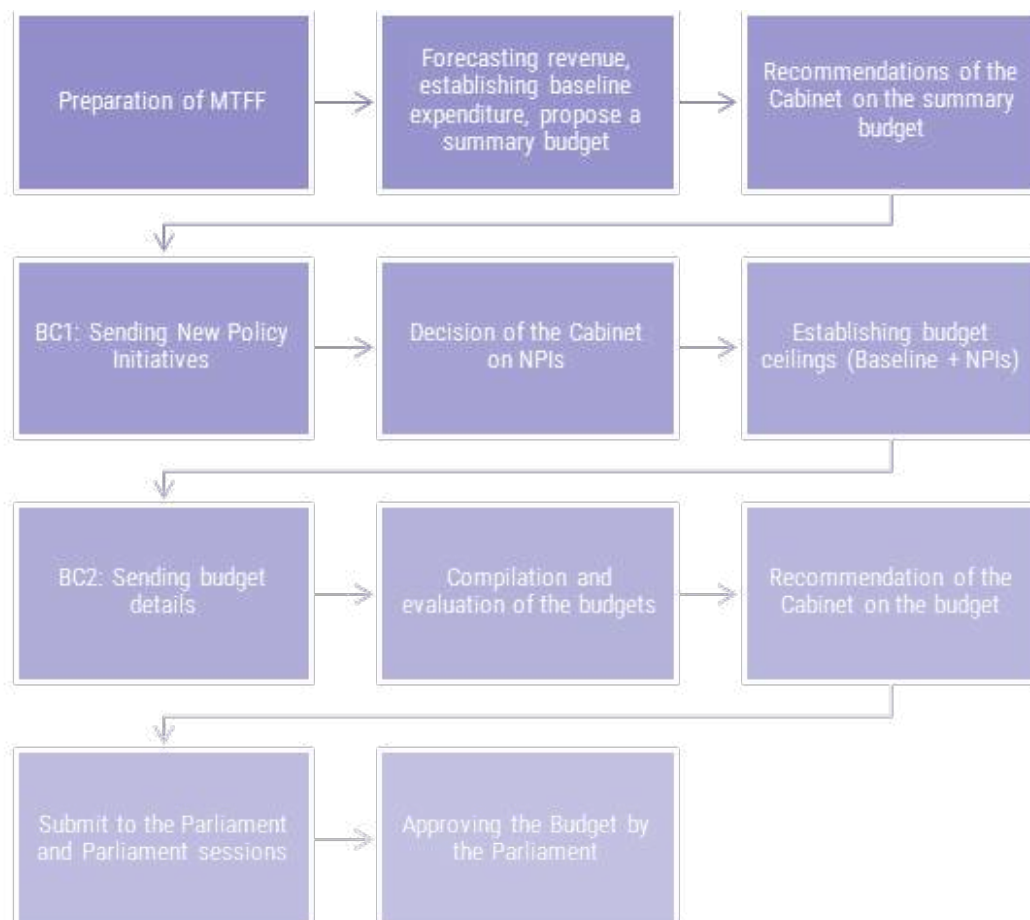 Preparation of MTFF
Forecasting revenue,
establishing baseline
expenditure, propose a
summary budget
Recommendations of the
Cabinet on the summary
budget
BC1: Sending New Policy
Initiatives
Decision of the Cabinet
on NPIs
Establishing budget
ceilings (Baseline + NPIs)
BC2: Sending budget
details
Compilation and
evaluation of the budgets
Recommendation of the
Cabinet on the budget
Submit to the Parliament
and Parliament sessions
Approving the Budget by
the Parliament